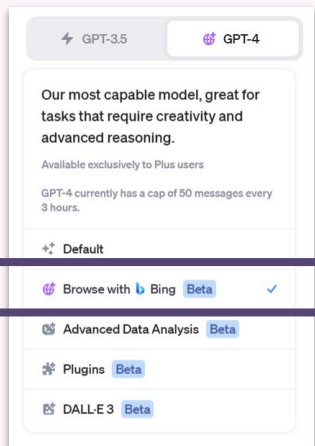 GPT-3.5
GPT-4
Our most capable model, great for
tasks that require creativity and
advanced reasoning.
Available exclusively to Plus users
GPT-4 currently has a cap of 50 messages every
3 hours.
Default
Browse with Bing Beta
Advanced Data Analysis Beta
Plugins Beta
DALL·E 3 Beta